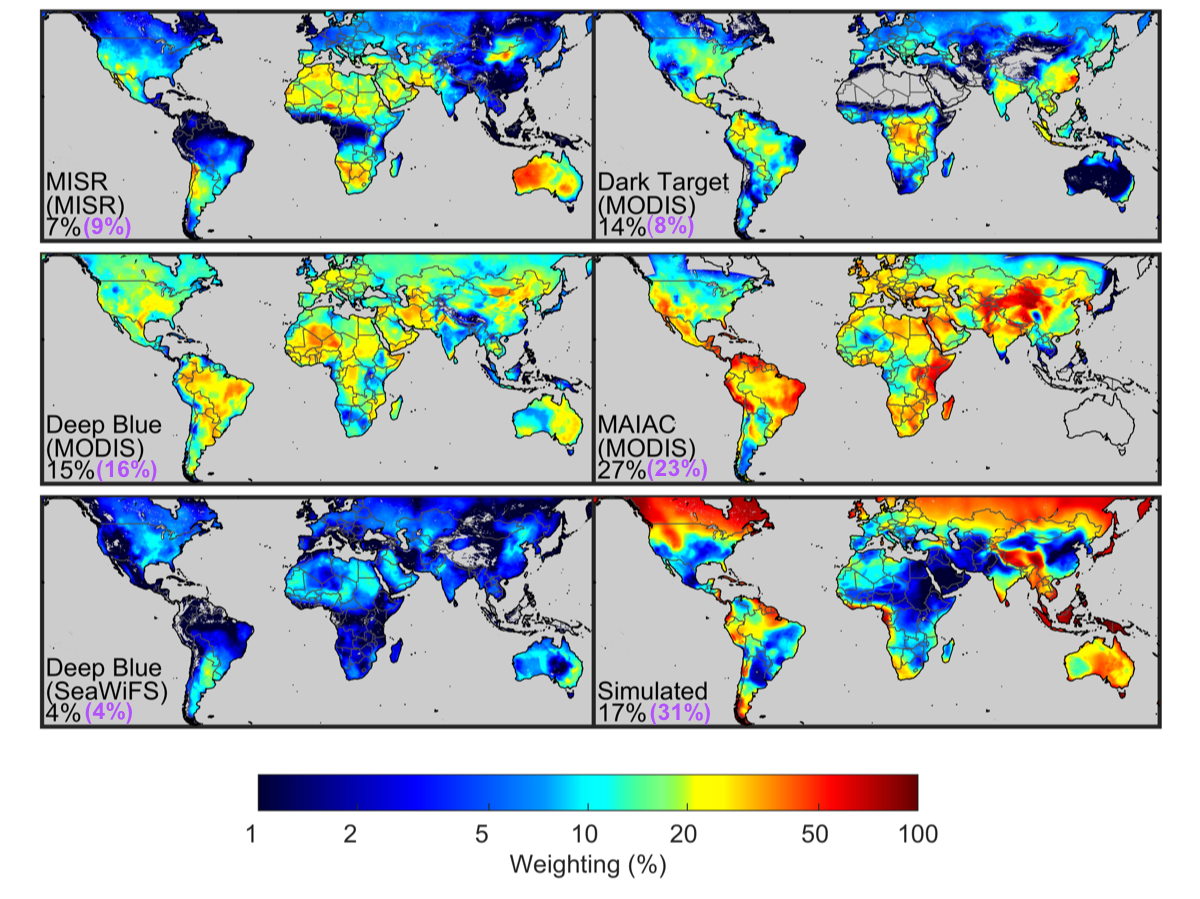 MISR
(MISR)
7%(9%)
Dark Target
(MODIS)
14%(8%)
Deep Blue
(MODIS)
15%(16%)
MAIAC
(MODIS)
27%(23%)
Deep Blue
(SeaWiFS)
4%(4%)
Simulated
17%(31%)
1 2 5 10 20 50 100
Weighting (%)